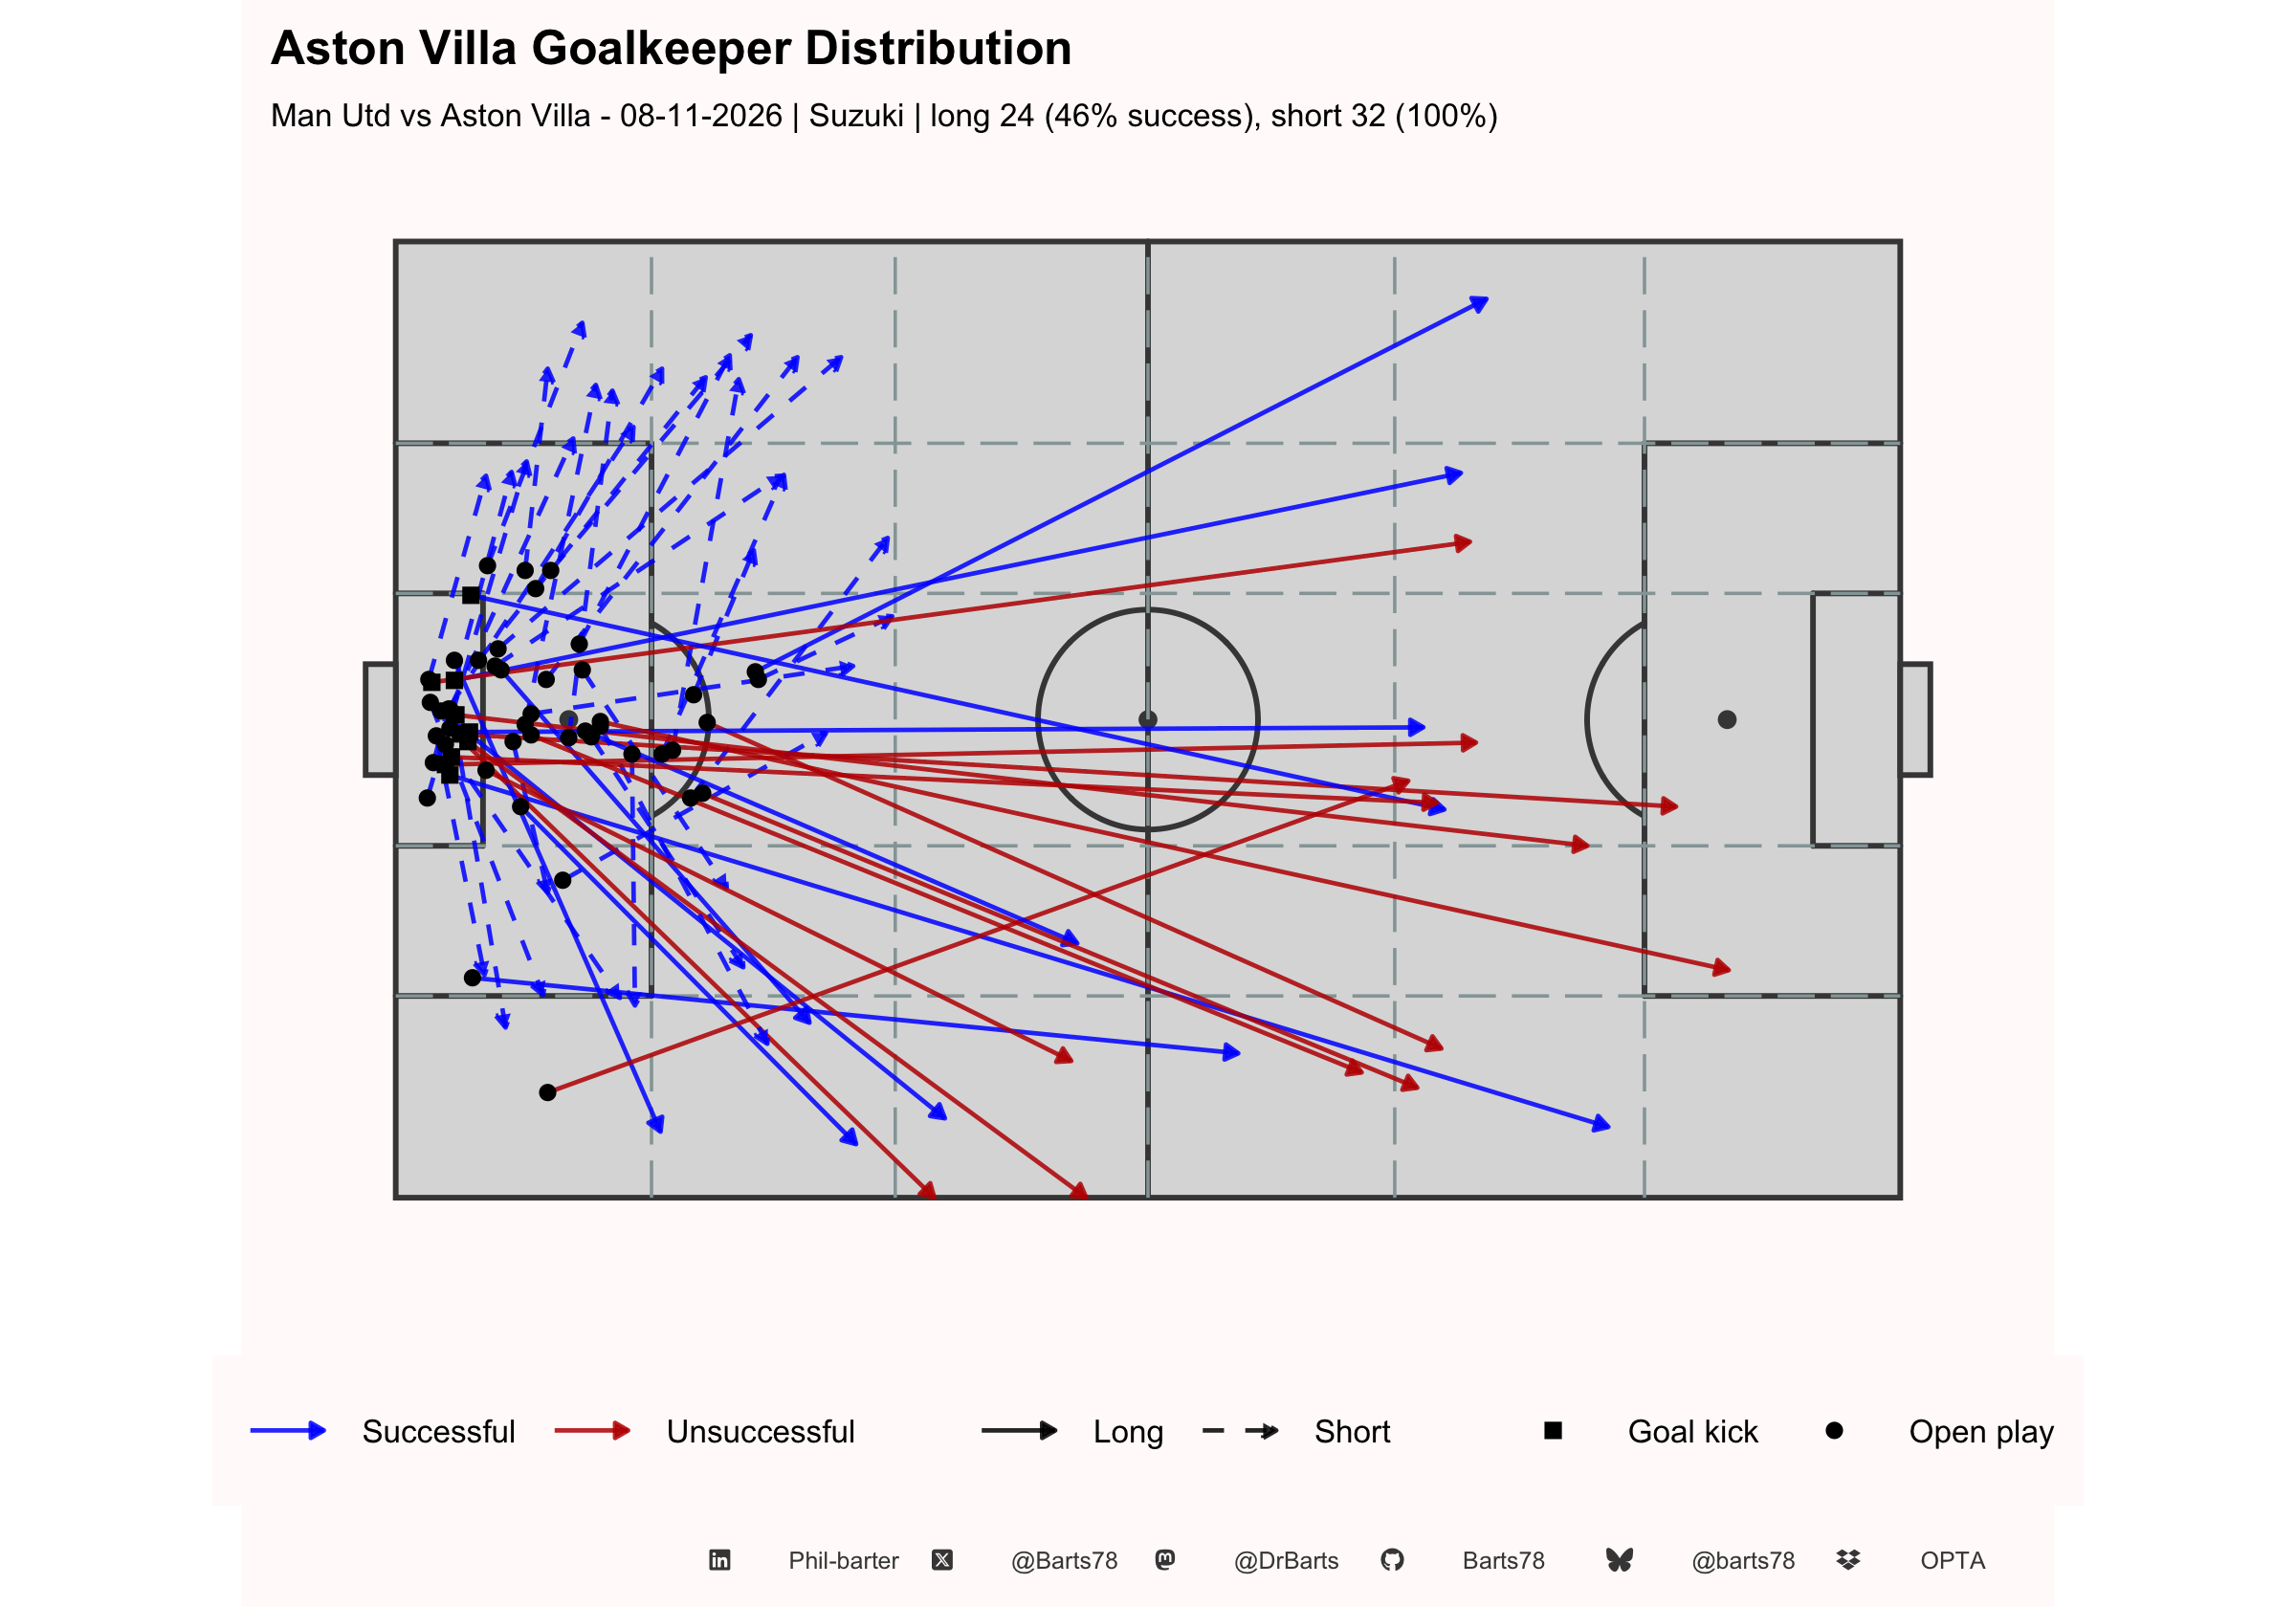 Aston Villa Goalkeeper Distribution
Man Utd vs Aston Villa - 08-11-2026 | Suzuki | long 24 (46% success), short 32 (100%)
Successful Unsuccessful Long Short Goal kick Open play
Phil-barter @Barts78 @DrBarts Barts78 @barts78 OPTA